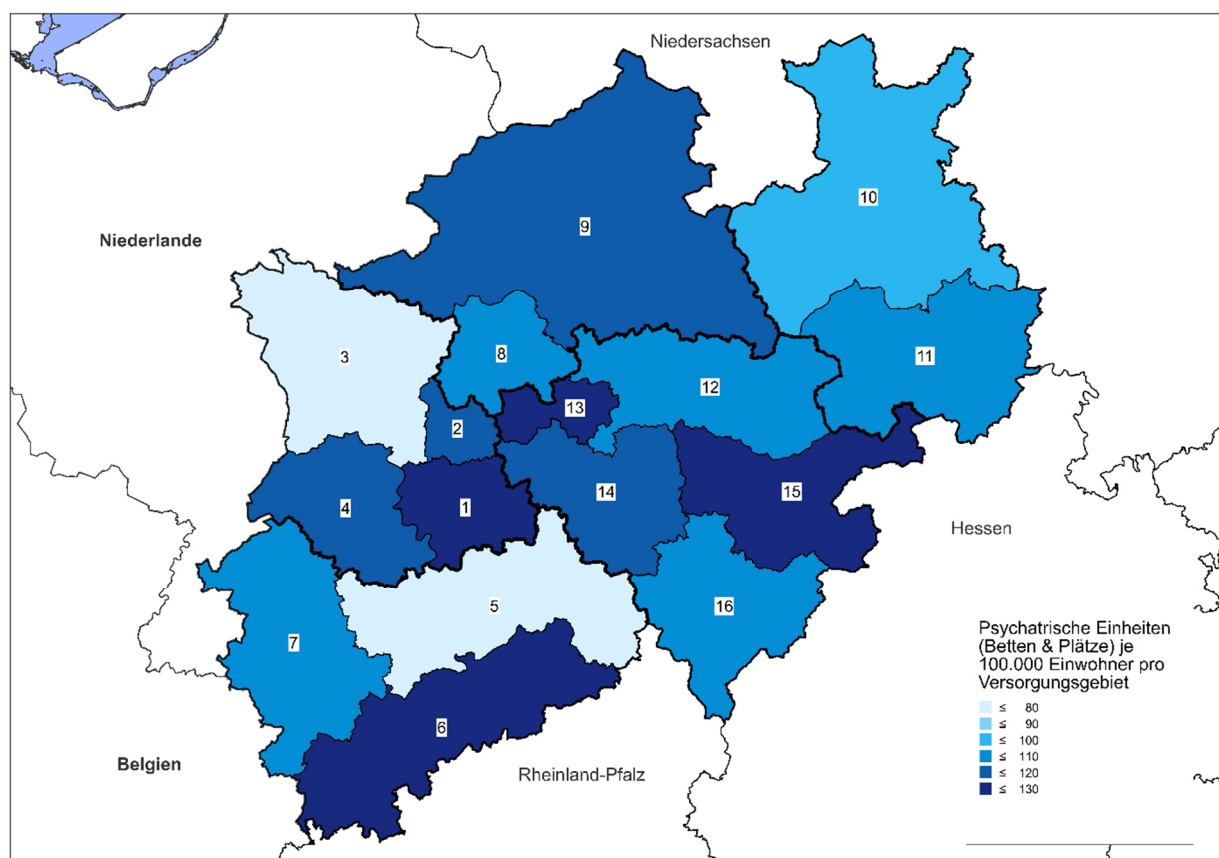 Niedersachsen
10
9
Niederlande
3
8
11
12
13
2
4
1
14
15
Hessen
5
16
7
6
Belgien
Rheinland-Pfalz
Psychatrische Einheiten
(Betten & Plätze) je
100.000 Einwohner pro
Versorgungsgebiet
≤ 80
≤ 90
≤ 100
≤ 110
≤ 120
≤ 130